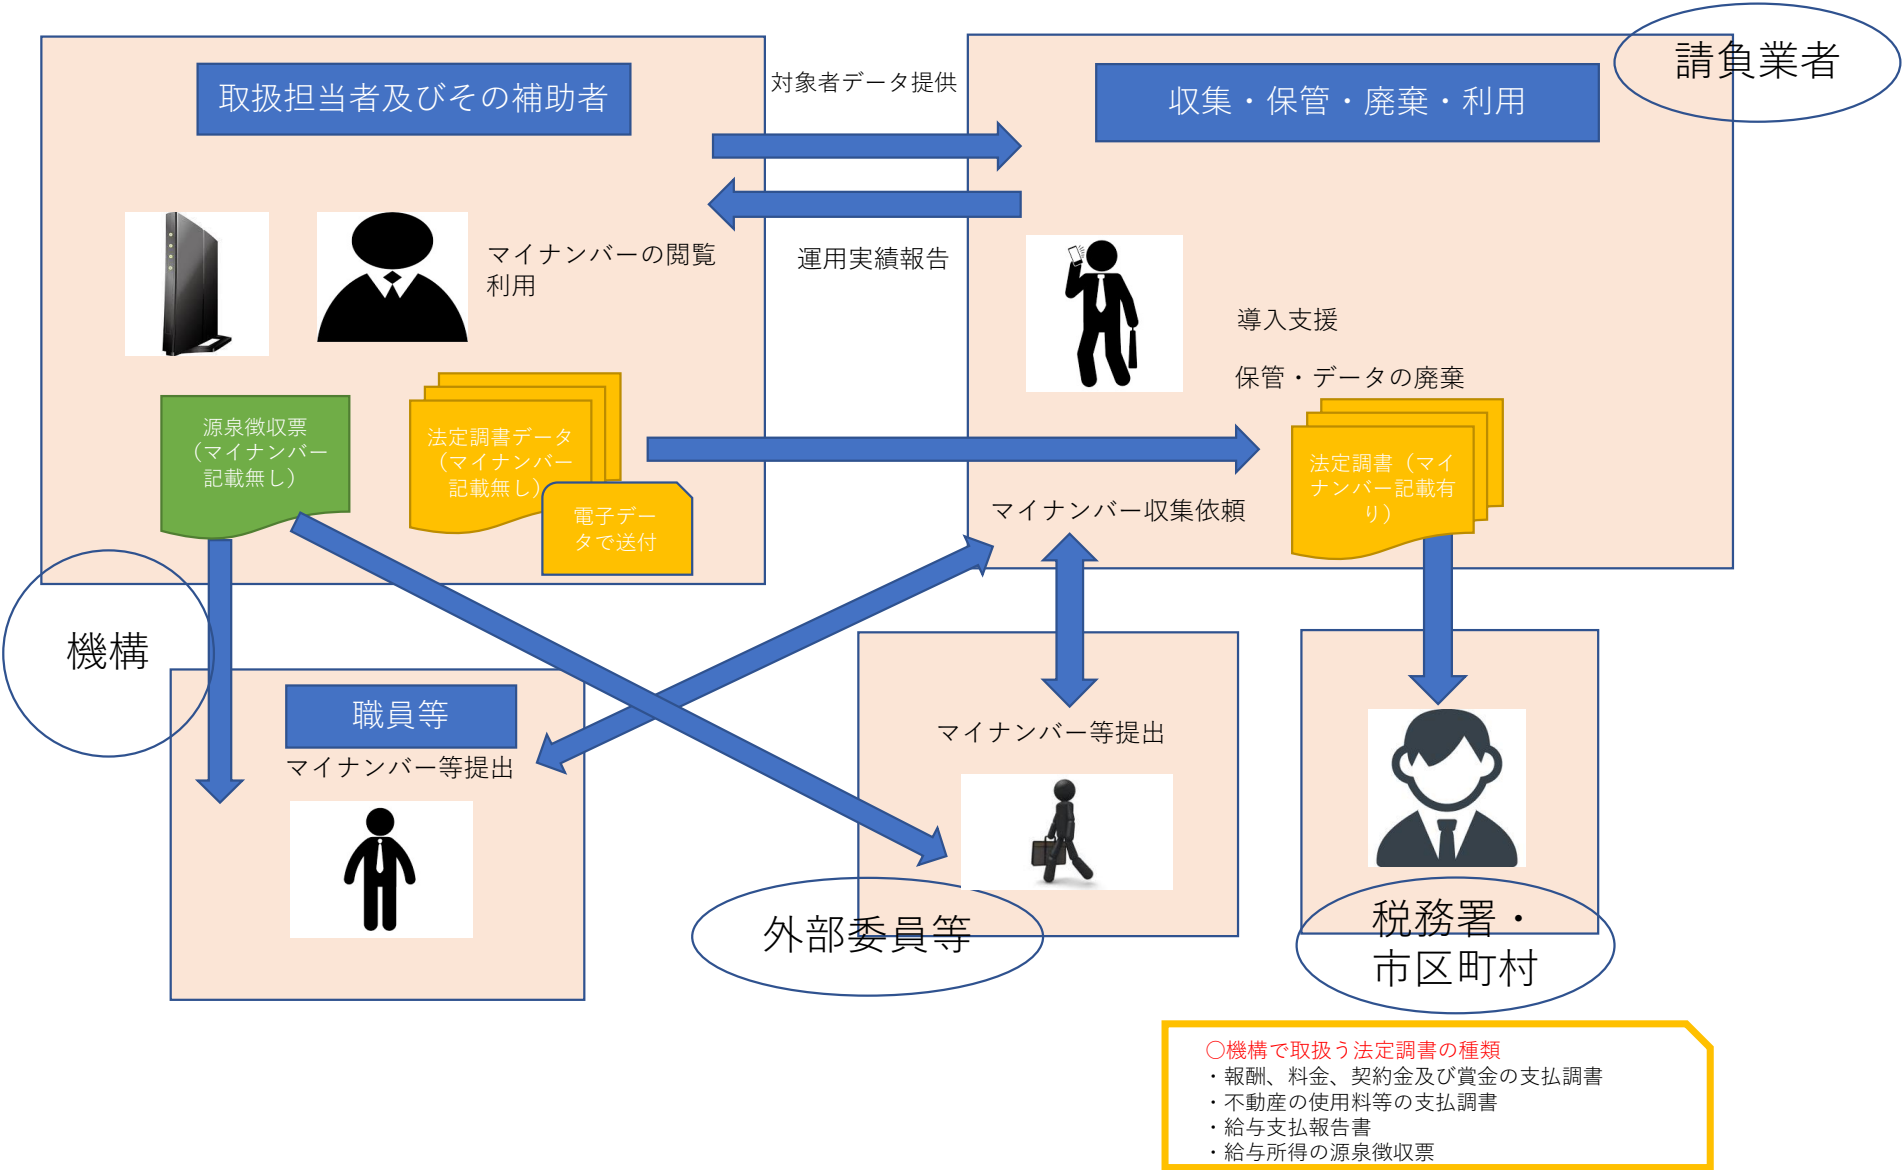 請負業者
取扱担当者及びその補助者
対象者データ提供
収集・保管・廃棄・利用
マイナンバーの閲覧
利用
運用実績報告
導入支援
保管・データの廃棄
源泉徴収票
（マイナンバー
記載無し）
法定調書データ
（マイナンバー
記載無し）
電子デー
タで送付
法定調書（マイ
ナンバー記載有
り）
マイナンバー収集依頼
機構
職員等
マイナンバー等提出
マイナンバー等提出
外部委員等
税務署・
市区町村
〇機構で取扱う法定調書の種類
・報酬、料金、契約金及び賞金の支払調書
・不動産の使用料等の支払調書
・給与支払報告書
・給与所得の源泉徴収票